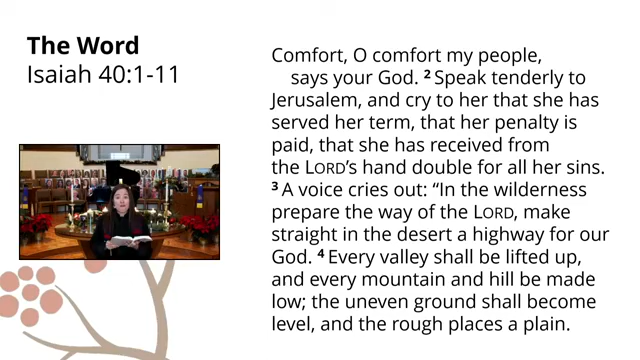 The Word
Isaiah 40:1-11
Comfort, O comfort my people,
says your God. 2 Speak tenderly to
Jerusalem, and cry to her that she has
served her term, that her penalty is
paid, that she has received from
the LORD’s hand double for all her sins.
3 A voice cries out: “In the wilderness
prepare the way of the LORD, make
straight in the desert a highway for our
God. 4 Every valley shall be lifted up,
and every mountain and hill be made
low; the uneven ground shall become
level, and the rough places a plain.